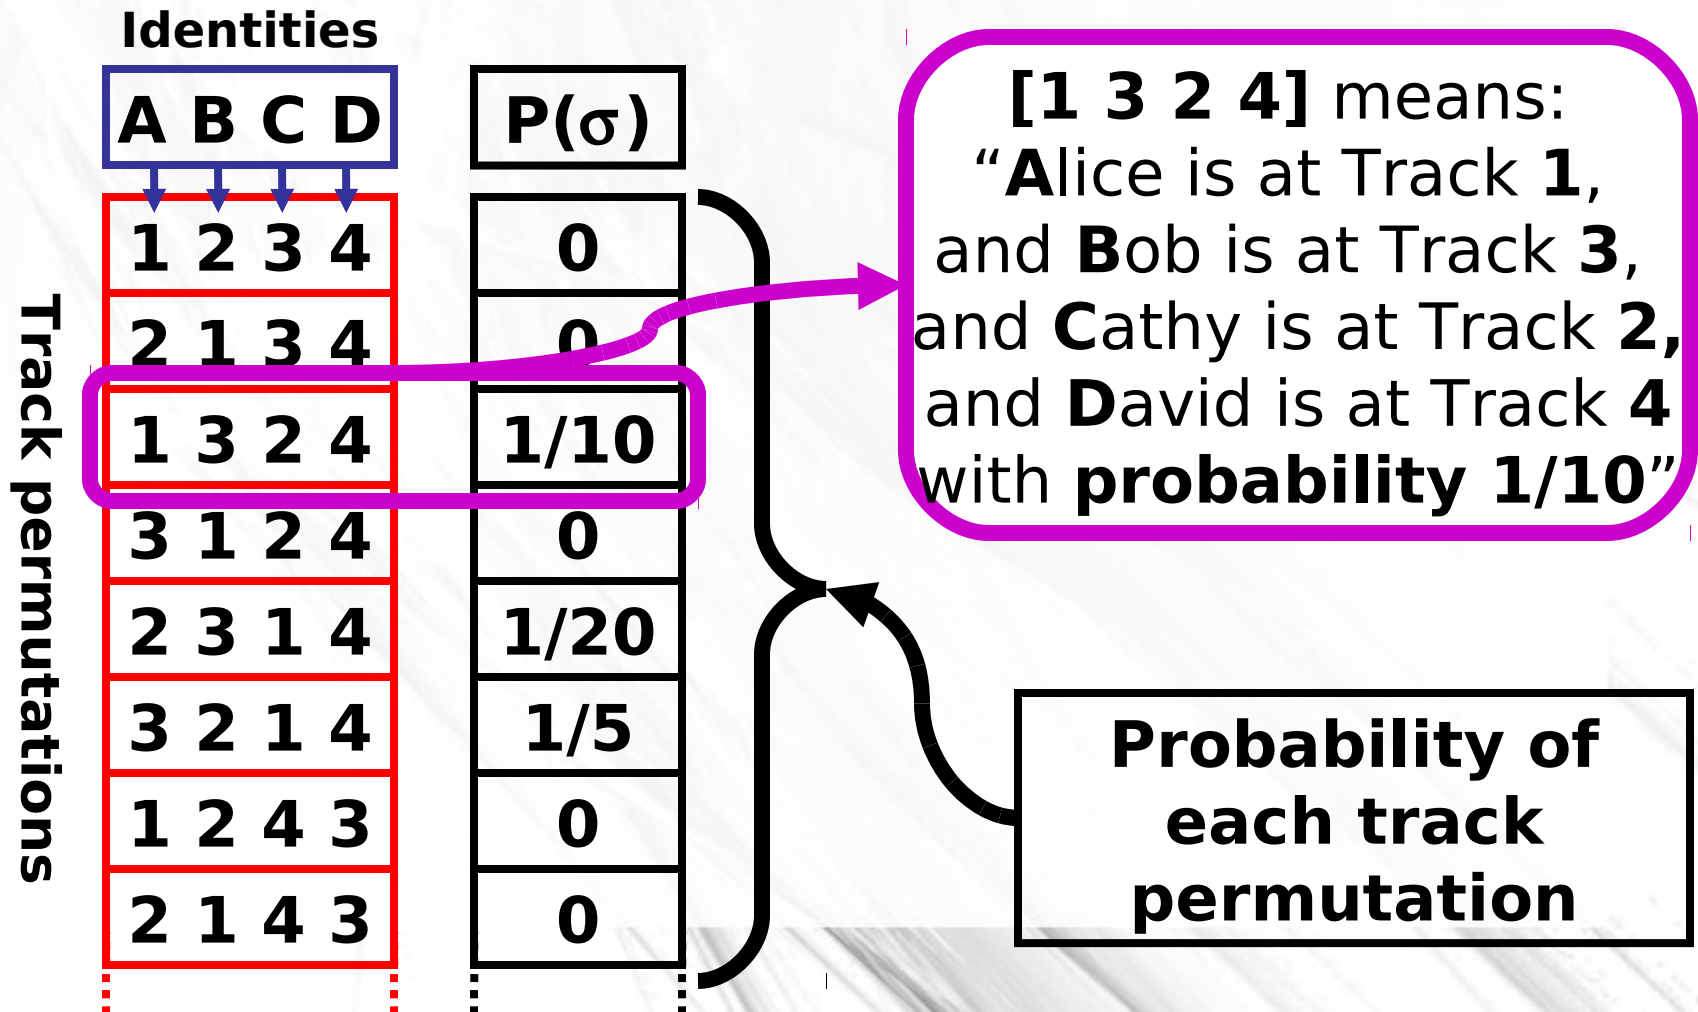 Identities
A B C D
P(σ)
Track permutations
1 2 3 4
0
2 1 3 4
0
1 3 2 4
1/10
3 1 2 4
0
2 3 1 4
1/20
3 2 1 4
1/5
1 2 4 3
0
2 1 4 3
0
[1 3 2 4] means:
“Alice is at Track 1,
and Bob is at Track 3,
and Cathy is at Track 2,
and David is at Track 4
with probability 1/10”
Probability of
each track
permutation